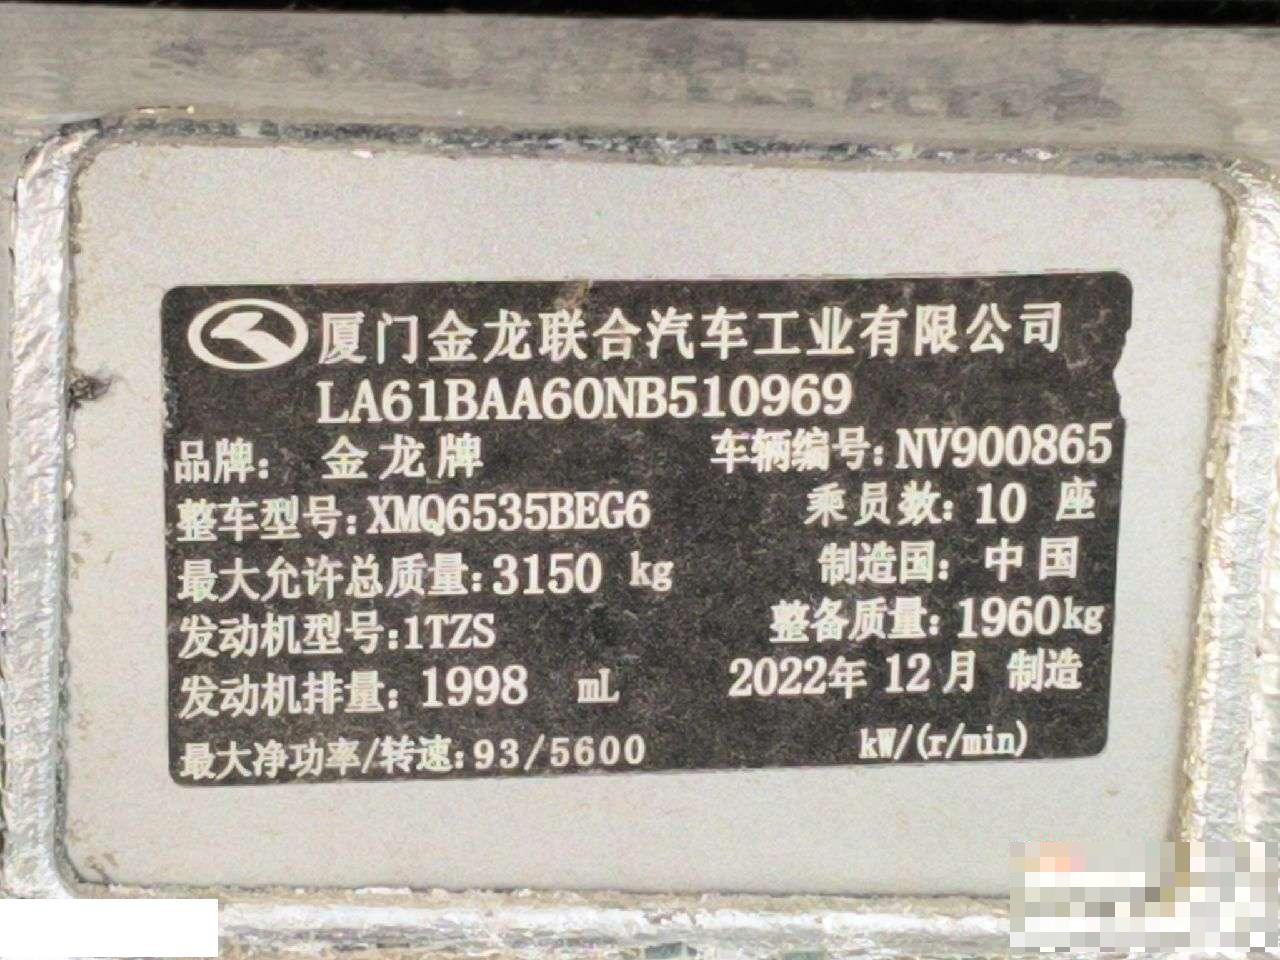 厦门金龙联合汽车工业有限公司
LA61BAA60NB510969
品牌: 金龙牌 车辆编号: NV900865
整车型号: XMQ6535BEG6 乘员数: 10 座
最大允许总质量: 3150 kg 制造国: 中国
发动机型号: 1TZS 整备质量: 1960kg
发动机排量: 1998 mL 2022年 12月 制造
最大净功率/转速: 93/5600 kW/(r/min)